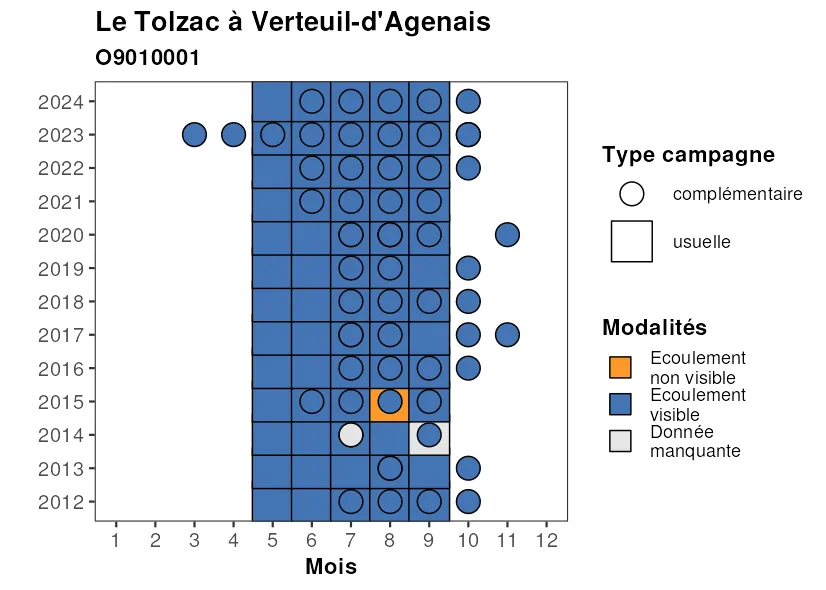 Le Tolzac à Verteuil-d'Agenais
O9010001
2024
2023
2022
2021
2020
2019
2018
2017
2016
2015
2014
2013
2012
1 2 3 4 5 6 7 8 9 10 11 12
Mois
Type campagne
complémentaire
usuelle
Modalités
Ecoulement
non visible
Ecoulement
visible
Donnée
manquante